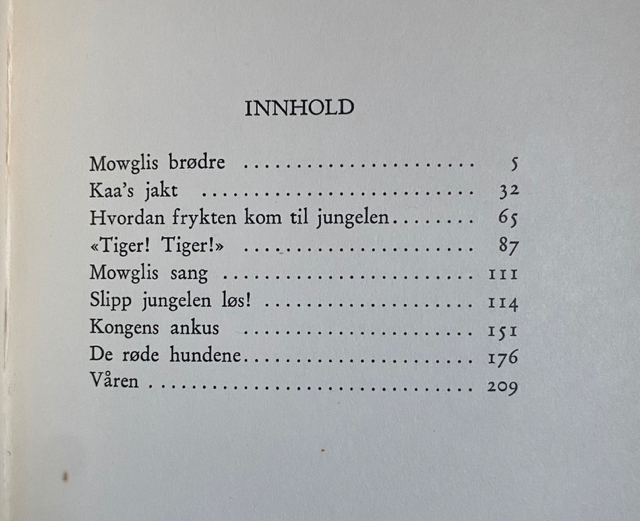 INNHOLD
Mowglis brødre ........................ 5
Kaa's jakt ............................ 32
Hvordan frykten kom til jungelen........ 65
«Tiger! Tiger!» ........................ 87
Mowglis sang .......................... 111
Slipp jungelen løs! ...................... 114
Kongens ankus ........................ 151
De røde hundene........................ 176
Våren ................................. 209